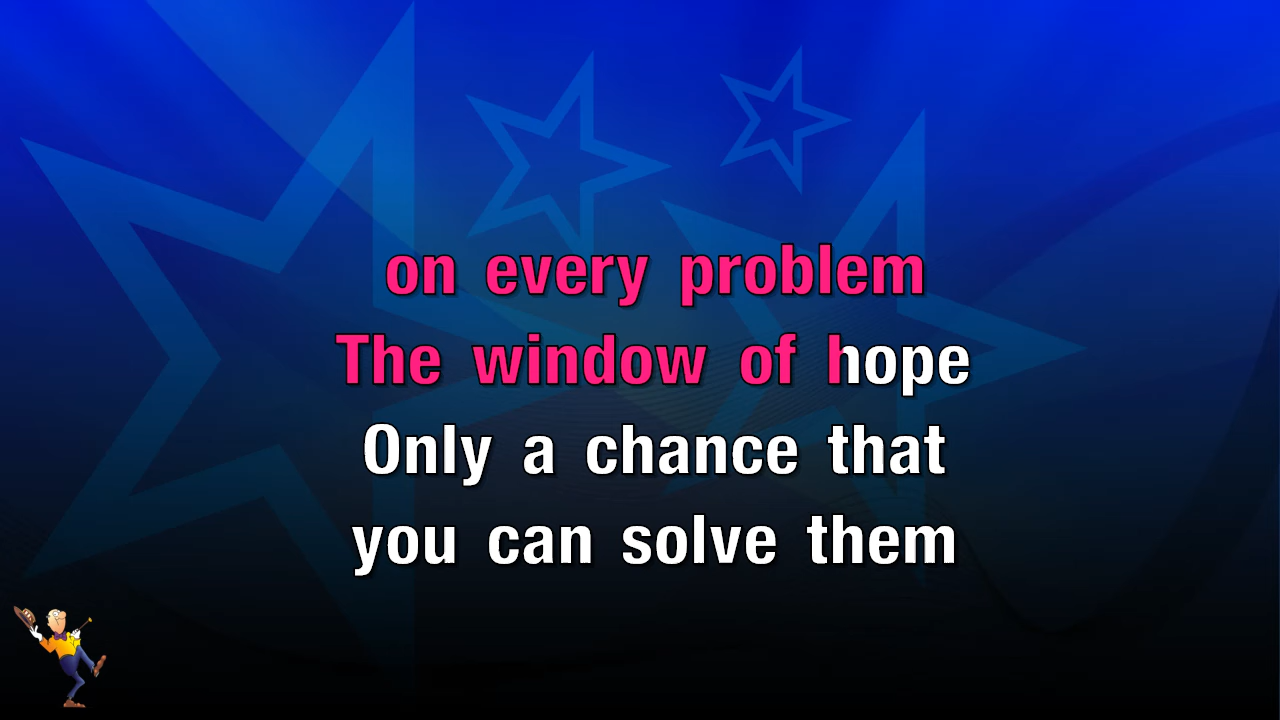 on every problem
The window of hope
Only a chance that
you can solve them